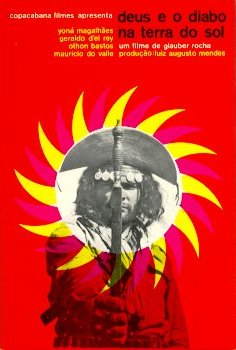 copacabana filmes apresenta
deus e o diabo
na terra do sol
yoná magalhães
geraldo d'el rey
othon bastos
maurício do valle
um filme de glauber rocha
produção: luiz augusto mendes